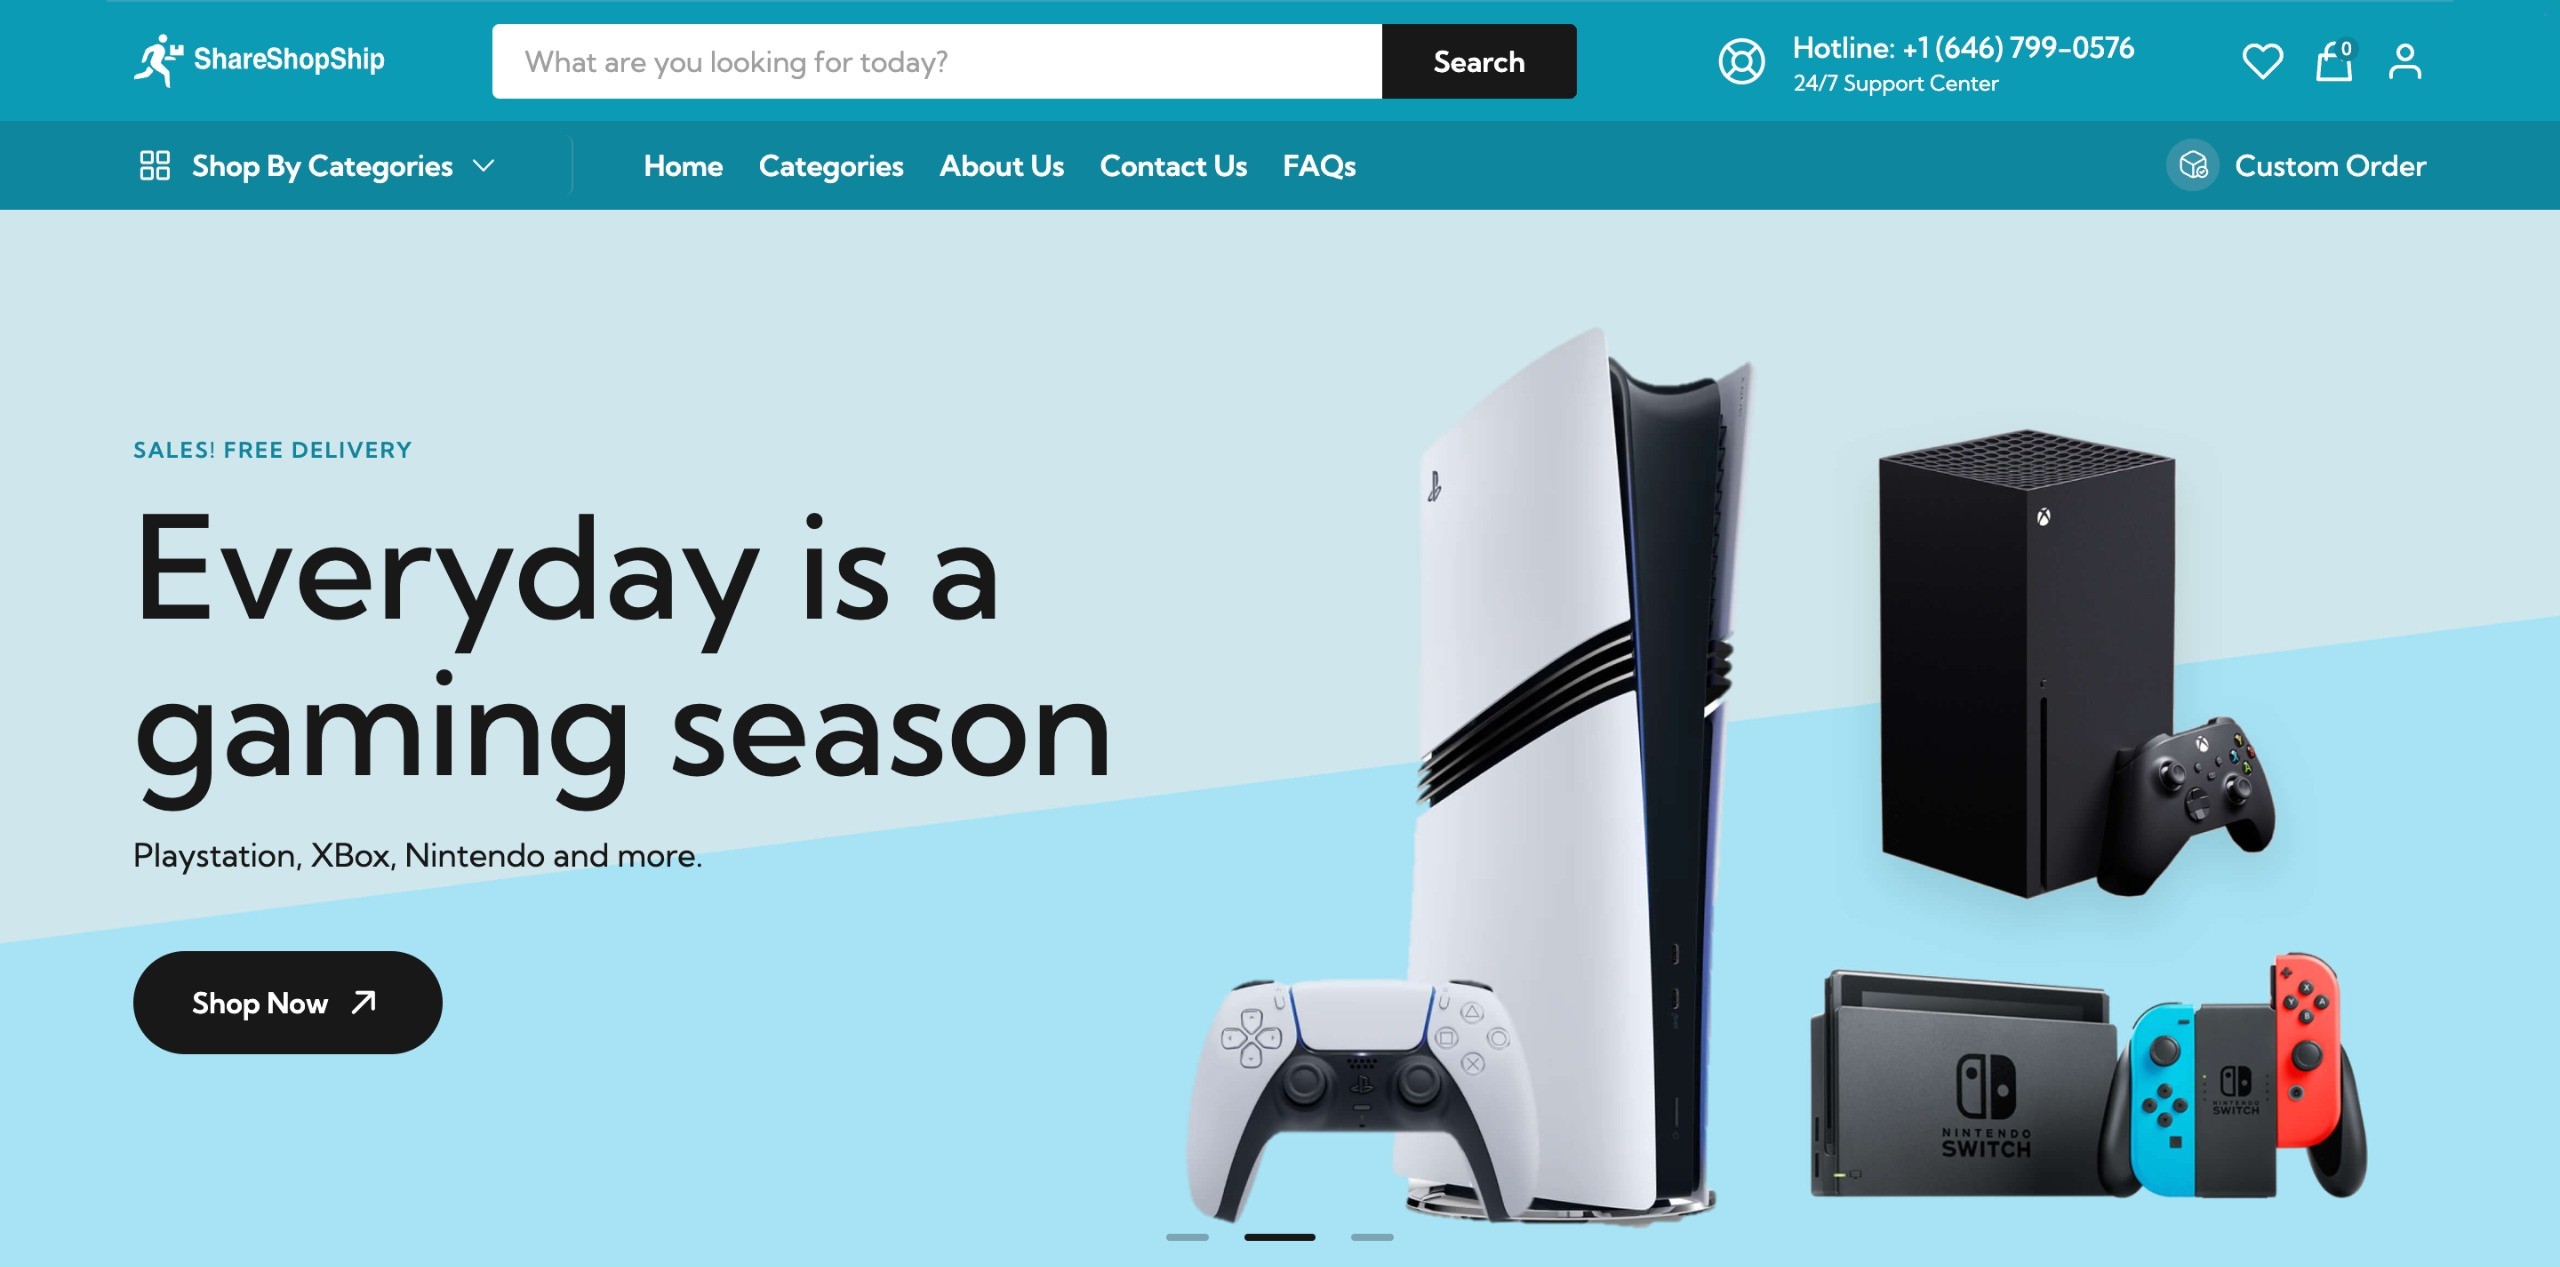 ShareShopShip
What are you looking for today?
Search
Hotline: +1 (646) 799-0576
24/7 Support Center
0
Shop By Categories
Home
Categories
About Us
Contact Us
FAQs
Custom Order
SALES! FREE DELIVERY
Everyday is a
gaming season
Playstation, XBox, Nintendo and more.
Shop Now
NINTENDO
SWITCH
NINTENDO
SWITCH
X
Y
A
B
Y
A